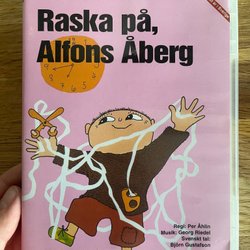 Raska på,
Alfons Åberg
Regi: Per Åhlin
Musik: Georg Riedel
Svenskt tal:
Björn Gustafson